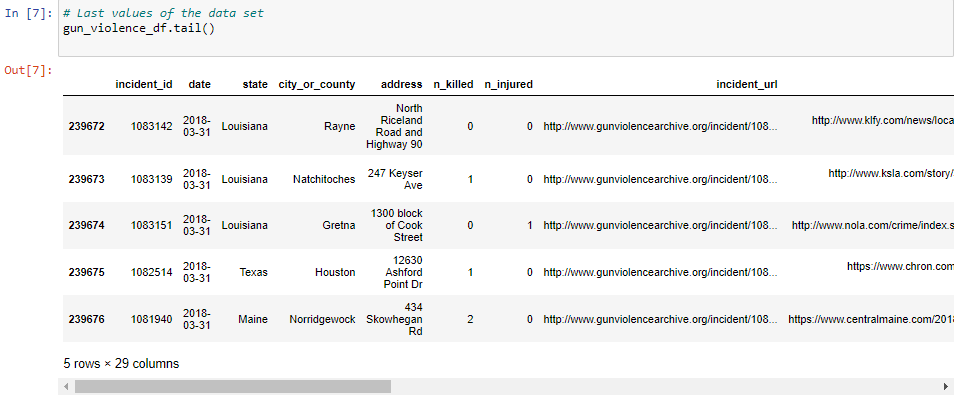 In [7]: # Last values of the data set
gun_violence_df.tail()
Out[7]:
incident_id date state city_or_county address n_killed n_injured incident_url
239672 1083142 2018-03-31 Louisiana Rayne North Riceland Road and Highway 90 0 0 http://www.gunviolencearchive.org/incident/108... http://www.klfy.com/news/loca
239673 1083139 2018-03-31 Louisiana Natchitoches 247 Keyser Ave 1 0 http://www.gunviolencearchive.org/incident/108... http://www.ksla.com/story/
239674 1083151 2018-03-31 Louisiana Gretna 1300 block of Cook Street 0 1 http://www.gunviolencearchive.org/incident/108... http://www.nola.com/crime/index.s
239675 1082514 2018-03-31 Texas Houston 12630 Ashford Point Dr 1 0 http://www.gunviolencearchive.org/incident/108... https://www.chron.com
239676 1081940 2018-03-31 Maine Norridgewock 434 Skowhegan Rd 2 0 http://www.gunviolencearchive.org/incident/108... https://www.centralmaine.com/2018
5 rows × 29 columns